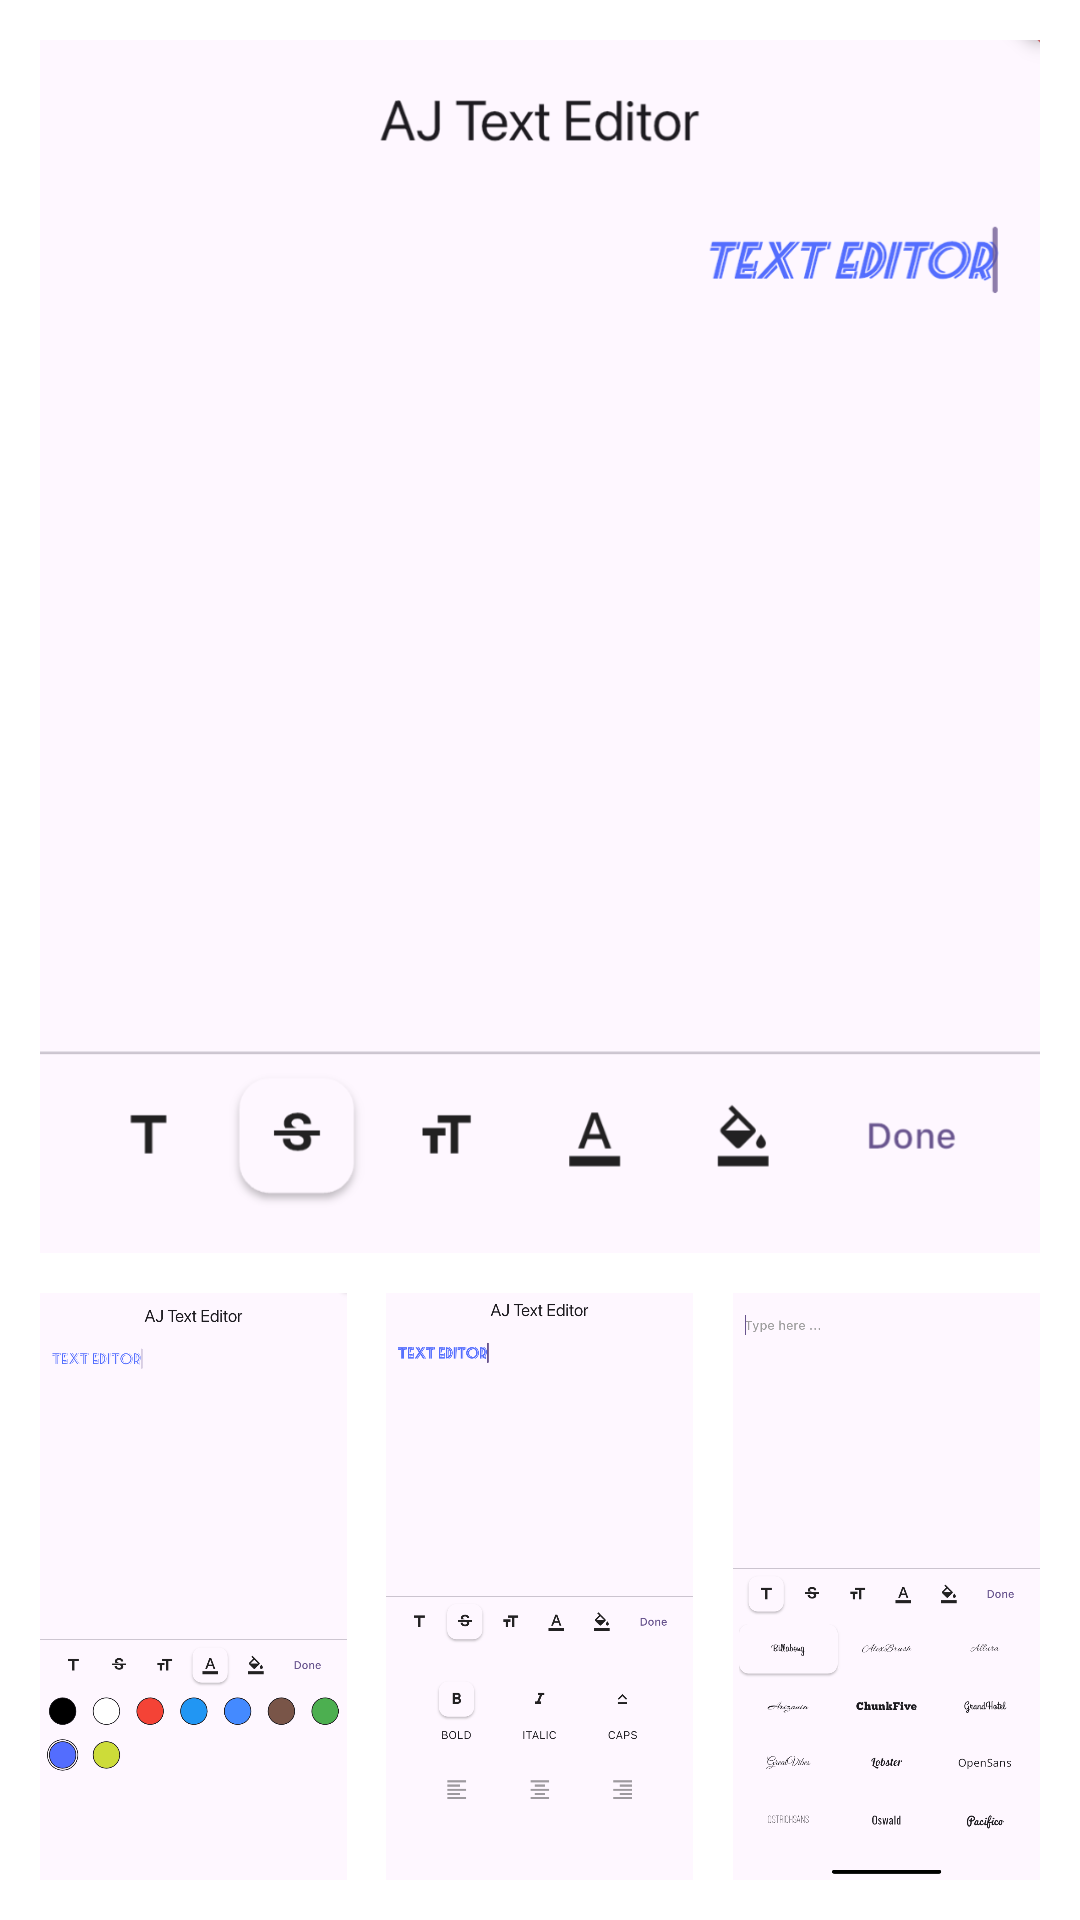 AJ Text Editor
TEXT EDITOR
Done
AJ Text Editor
TEXT EDITOR
Done
AJ Text Editor
TEXT EDITOR
Done
B
I
BOLD ITALIC CAPS
Type here ...
Done
Billabong AlexBrush Allura
Arizonia ChunkFive GrandHotel
GreatVibes Lobster OpenSans
OSTRICHSANS Oswald Pacifico